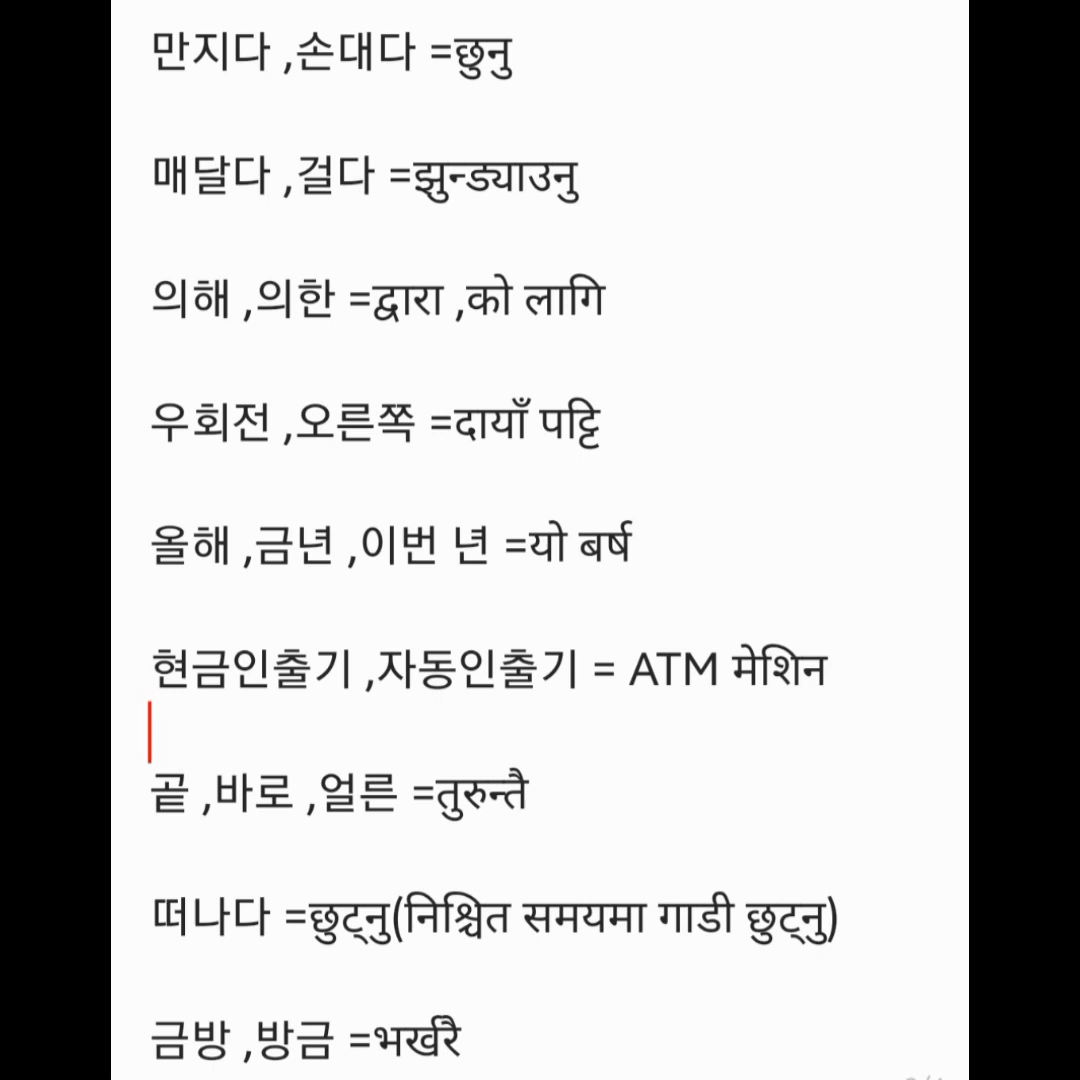 만지다 ,손대다 =छुनु
매달다 ,걸다 =झुन्ड्याउनु
의해 ,의한 =द्वारा ,को लागि
우회전 ,오른쪽 =दायाँ पट्टि
올해 ,금년 ,이번 년 =यो बर्ष
현금인출기 ,자동인출기 = ATM मेशिन
곧 ,바로 ,얼른 =तुरुन्तै
떠나다 =छुट्नु(निश्चित समयमा गाडी छुट्नु)
금방 ,방금 =भर्खरै